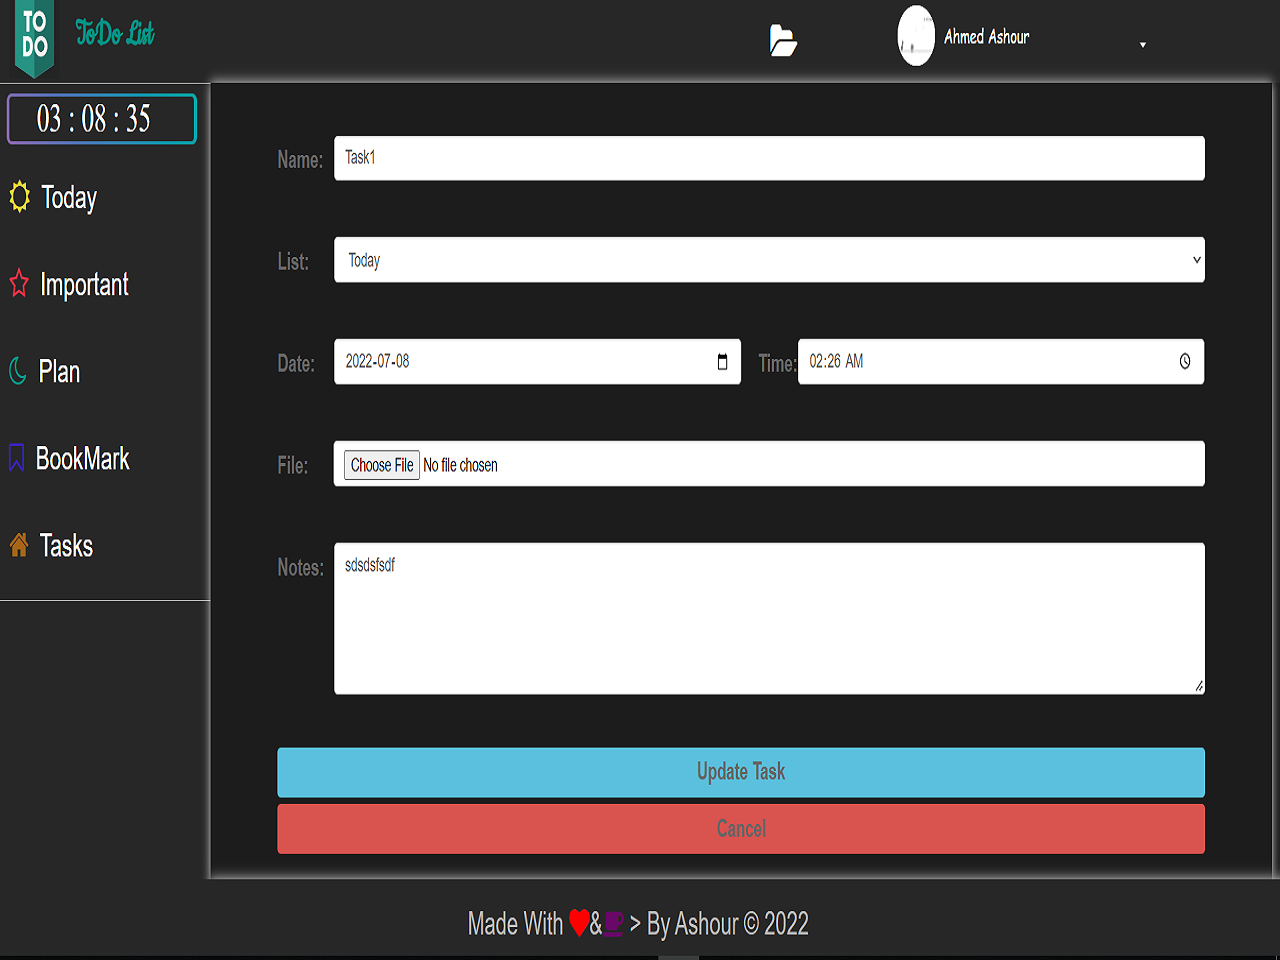 TO
DO
ToDo List
Ahmed Ashour
03 : 08 : 35
Today
Important
Plan
BookMark
Tasks
Name:
Task1
List:
Today
Date:
2022-07-08
Time:
02:26 AM
File:
Choose File No file chosen
Notes:
sdsdsfsdf
Update Task
Cancel
Made With & > By Ashour © 2022